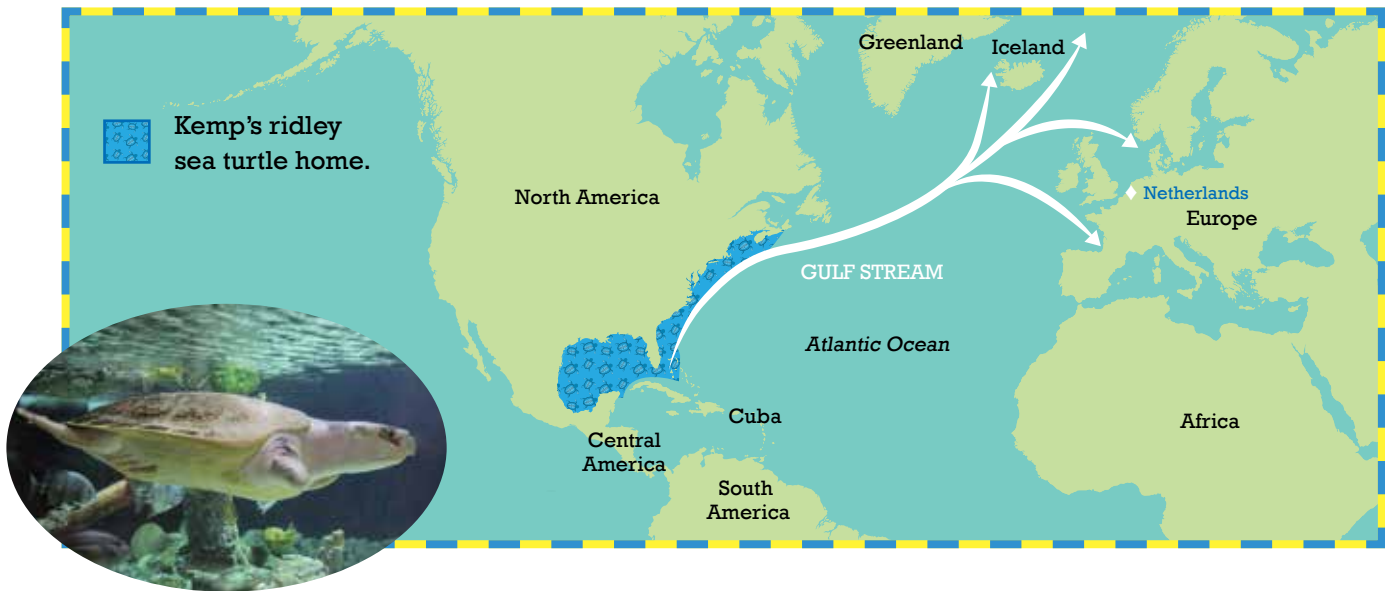 Kemp's ridley
sea turtle home.
Greenland
Iceland
North America
Netherlands
Europe
GULF STREAM
Atlantic Ocean
Cuba
Africa
Central
America
South
America